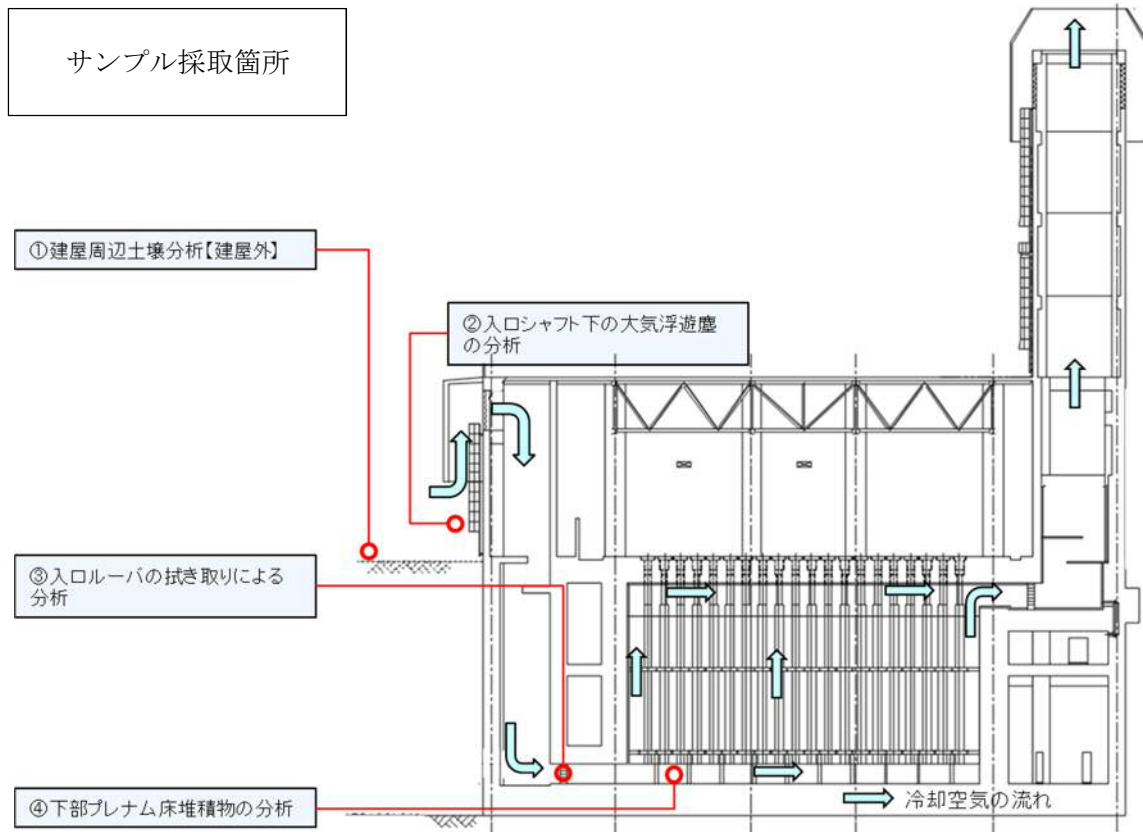 サンプル採取箇所
①建屋周辺土壌分析【建屋外】
②入口シャフト下の大気浮遊塵
の分析
③入口ルーバの拭き取りによる
分析
④下部プレナム床堆積物の分析
冷却空気の流れ